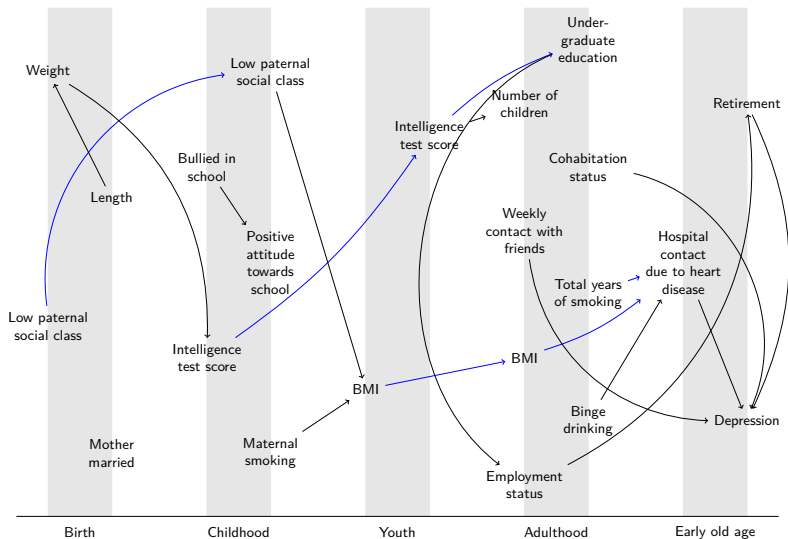 Weight
Length
Low paternal
social class
Mother
married
Low paternal
social class
Bullied in
school
Positive
attitude
towards
school
Intelligence
test score
Maternal
smoking
Intelligence
test score
BMI
Under-
graduate
education
Number of
children
Cohabitation
status
Weekly
contact with
friends
Total years
of smoking
BMI
Binge
drinking
Employment
status
Retirement
Hospital
contact
due to heart
disease
Depression
Birth
Childhood
Youth
Adulthood
Early old age